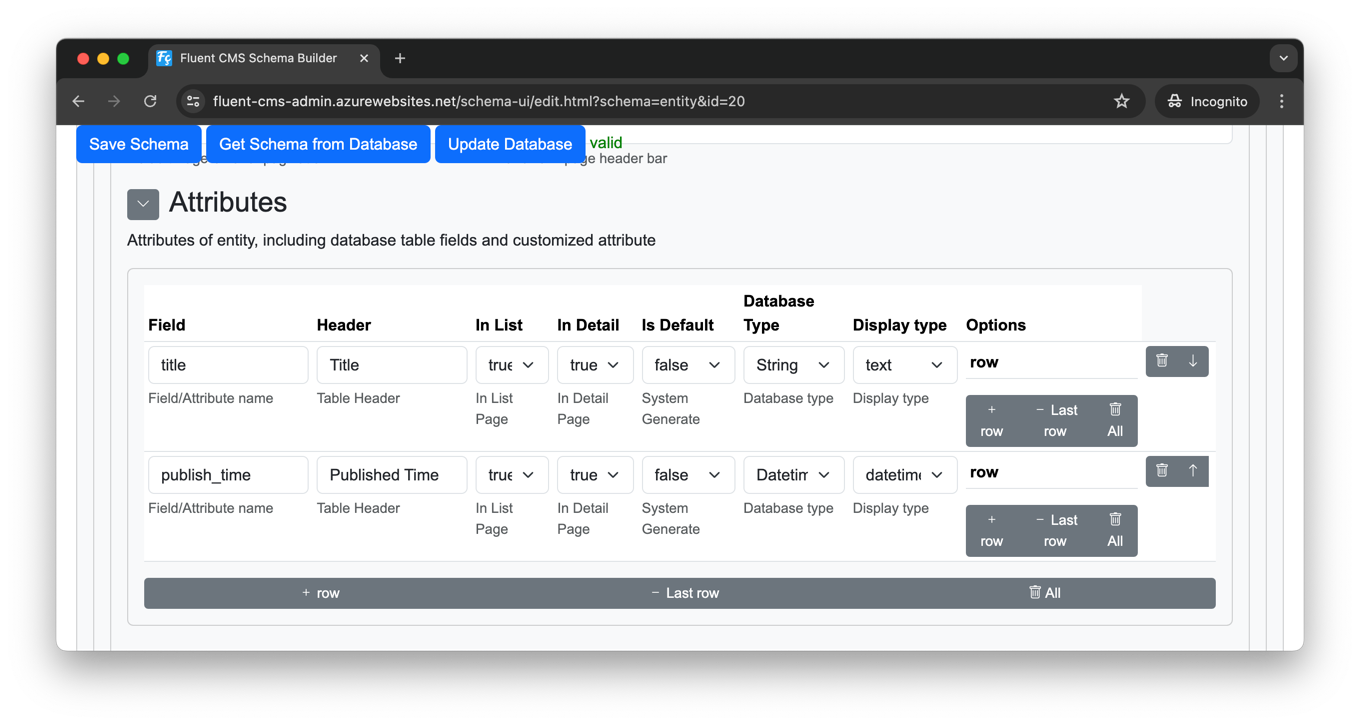 Fluent CMS Schema Builder
fluent-cms-admin.azurewebsites.net/schema-ui/edit.html?schema=entity&id=20
Incognito
Save Schema Get Schema from Database Update Database valid
page header bar
Attributes
Attributes of entity, including database table fields and customized attribute
Field Header In List In Detail Is Default Database Type Display type Options
title Title true true false String text row
Field/Attribute name Table Header In List Page In Detail Page System Generate Database type Display type
+ row − Last row All
publish_time Published Time true true false Datetim datetime row
Field/Attribute name Table Header In List Page In Detail Page System Generate Database type Display type
+ row − Last row All
+ row − Last row All